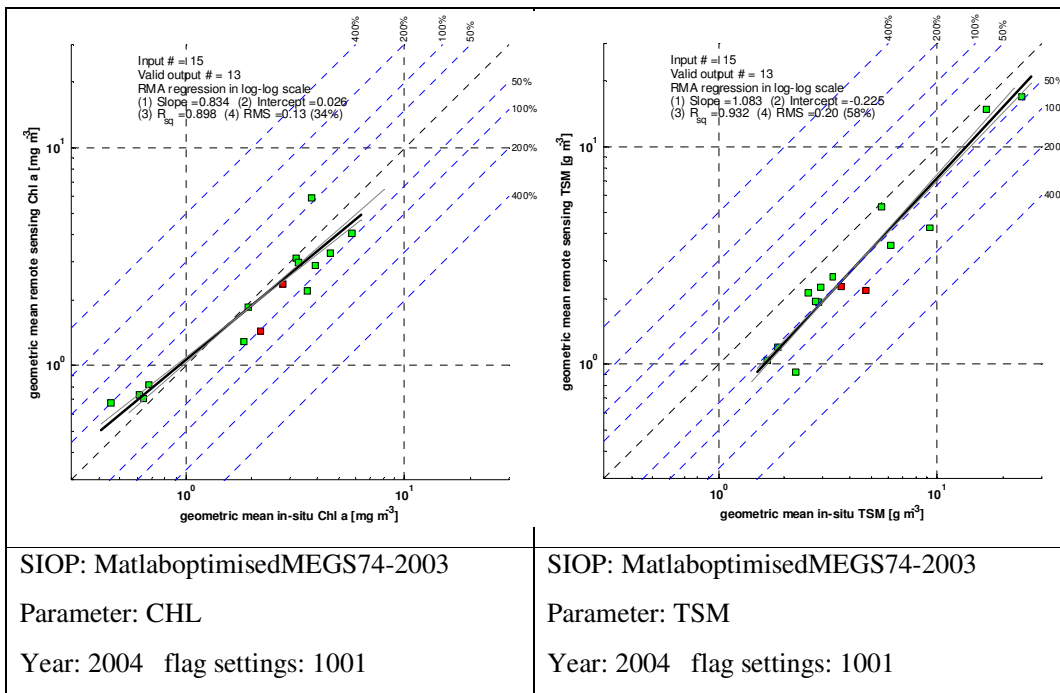 400%
200%
100%
50%
Input # = 15
Valid output # = 13
RMA regression in log-log scale
(1) Slope =0.834 (2) Intercept =0.026
(3) R_sq =0.898 (4) RMS =0.13 (34%)
50%
100%
200%
400%
10^1
10^0
10^0
10^1
geometric mean remote sensing Chl a [mg m^-3]
geometric mean in-situ Chl a [mg m^-3]
400%
200%
100%
50%
Input # = 15
Valid output # = 13
RMA regression in log-log scale
(1) Slope =1.083 (2) Intercept =-0.225
(3) R_sq =0.932 (4) RMS =0.20 (58%)
50%
100%
200%
400%
10^1
10^0
10^0
10^1
geometric mean remote sensing TSM [g m^-3]
geometric mean in-situ TSM [g m^-3]
SIOP: MatlaboptimisedMEGS74-2003
Parameter: CHL
Year: 2004 flag settings: 1001
SIOP: MatlaboptimisedMEGS74-2003
Parameter: TSM
Year: 2004 flag settings: 1001